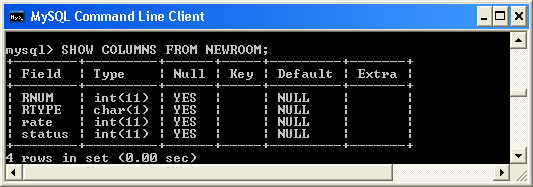 MySQL Command Line Client
mysql> SHOW COLUMNS FROM NEWROOM;
+--------+---------+------+-----+---------+-------+
| Field  | Type    | Null | Key | Default | Extra |
+--------+---------+------+-----+---------+-------+
| RNUM   | int(11) | YES  |     | NULL    |       |
| RTYPE  | char(1) | YES  |     | NULL    |       |
| rate   | int(11) | YES  |     | NULL    |       |
| status | int(11) | YES  |     | NULL    |       |
+--------+---------+------+-----+---------+-------+
4 rows in set (0.00 sec)